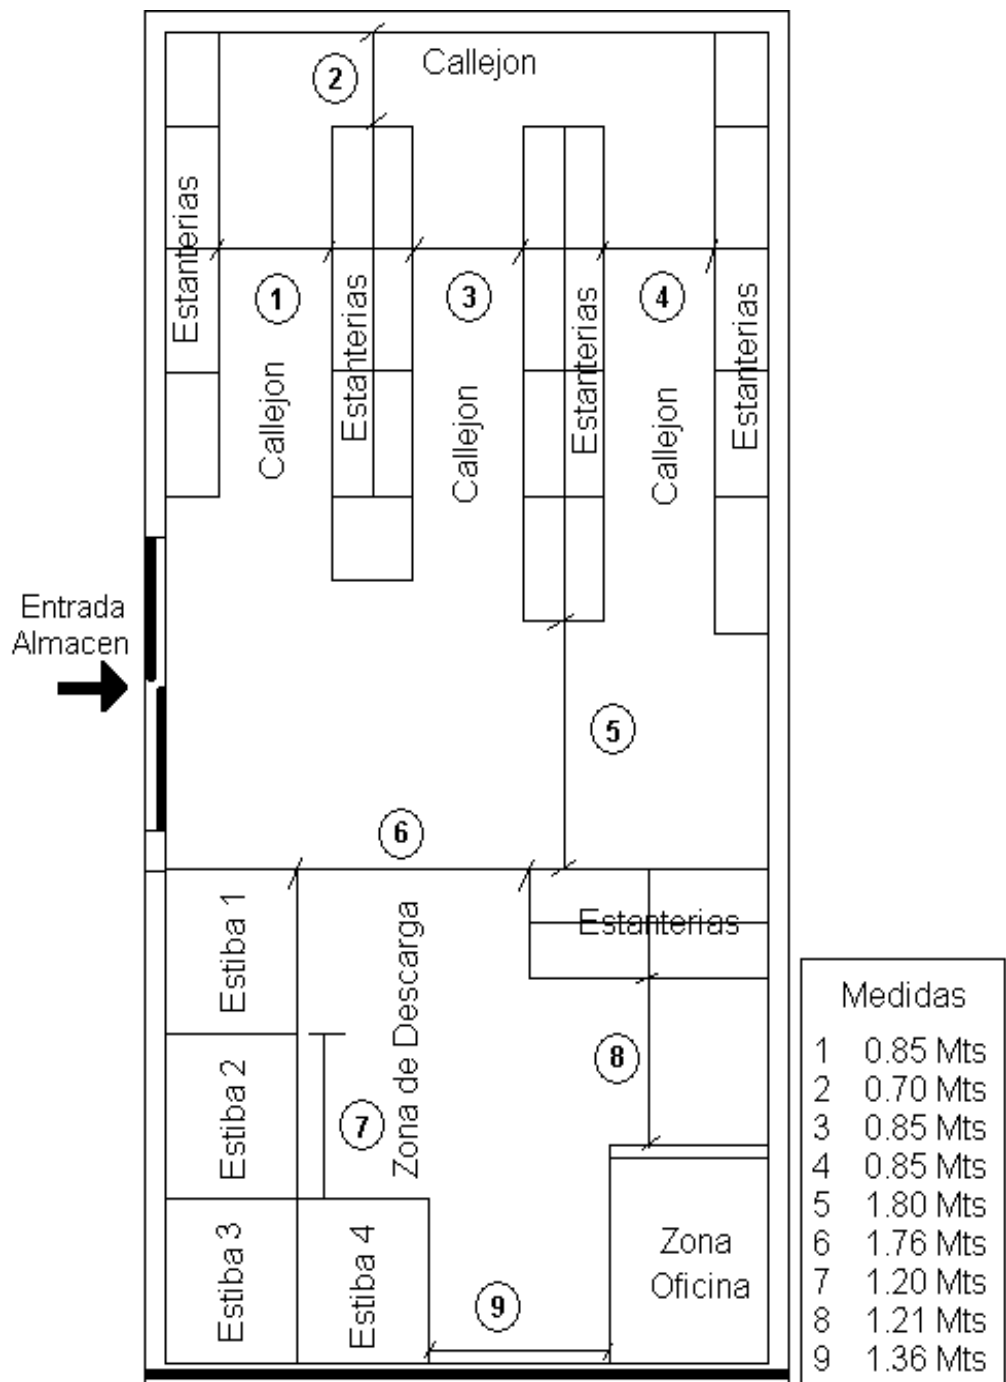 Callejon
2
Estanterias
1
Callejon
Estanterias
3
Callejon
Estanterias
4
Callejon
Estanterias
Entrada
Almacen
5
6
Estiba 1
Zona de Descarga
Estanterias
Estiba 2
7
8
Estiba 3
Estiba 4
9
Zona
Oficina
Medidas
1 0.85 Mts
2 0.70 Mts
3 0.85 Mts
4 0.85 Mts
5 1.80 Mts
6 1.76 Mts
7 1.20 Mts
8 1.21 Mts
9 1.36 Mts